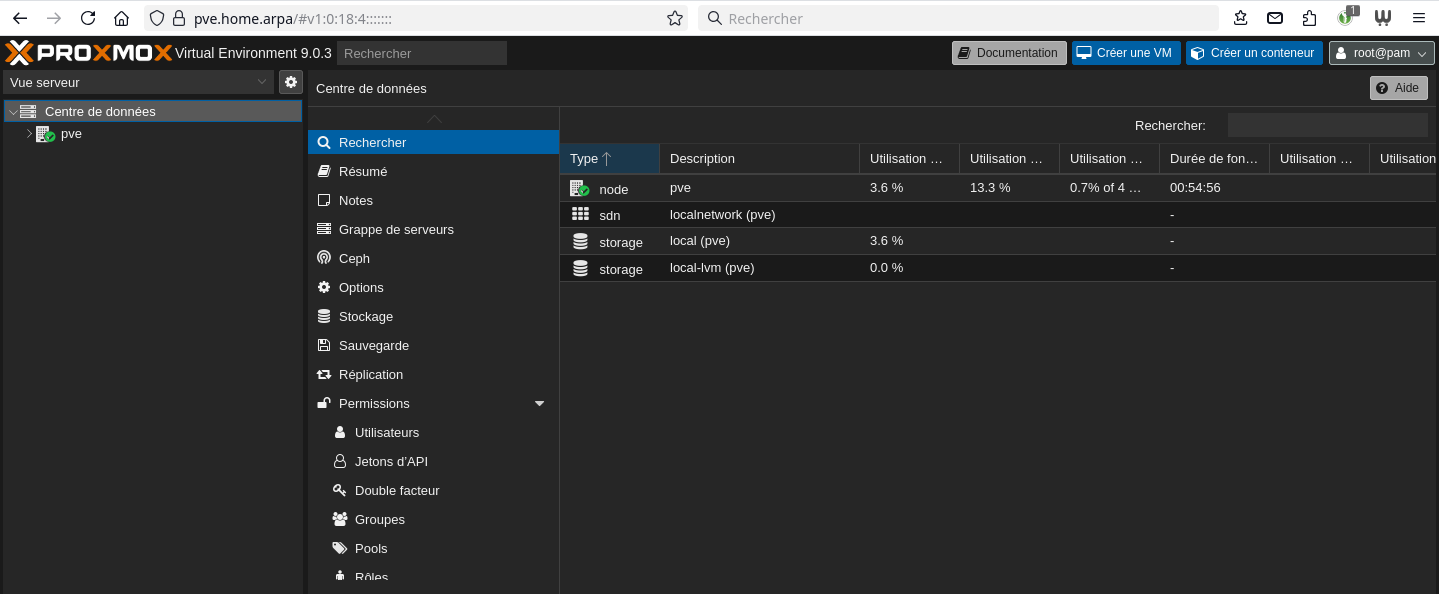 pve.home.arpa/#v1:0:18:4:::::::
Rechercher
1
PROXMOX Virtual Environment 9.0.3
Rechercher
Documentation
Créer une VM
Créer un conteneur
root@pam
Vue serveur
Centre de données
pve
Centre de données
Aide
Rechercher
Résumé
Notes
Grappe de serveurs
Ceph
Options
Stockage
Sauvegarde
Réplication
Permissions
Utilisateurs
Jetons d'API
Double facteur
Groupes
Pools
Rôles
Rechercher:
Type Description Utilisation … Utilisation … Utilisation … Durée de fon… Utilisation … Utilisation
node pve 3.6 % 13.3 % 0.7% of 4 … 00:54:56
sdn localnetwork (pve) -
storage local (pve) 3.6 % -
storage local-lvm (pve) 0.0 % -